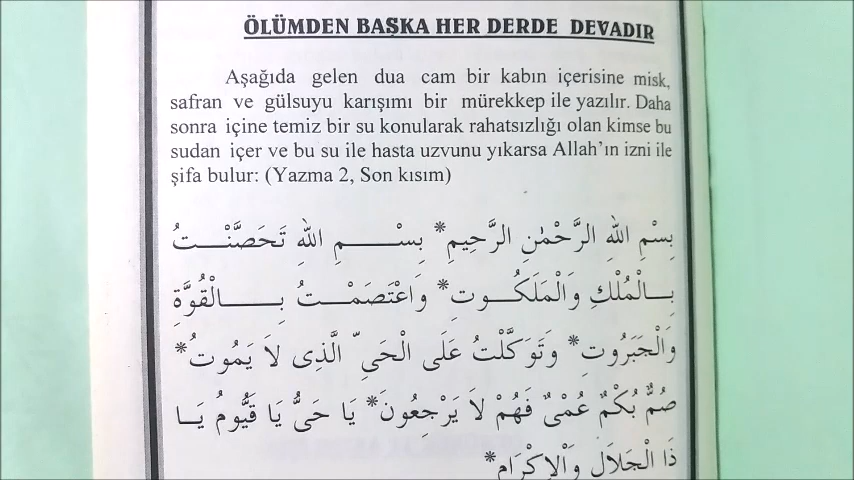 ÖLÜMDEN BAŞKA HER DERDE DEVADIR
Aşağıda gelen dua cam bir kabın içerisine misk,
safran ve gülsuyu karışımı bir mürekkep ile yazılır. Daha
sonra içine temiz bir su konularak rahatsızlığı olan kimse bu
sudan içer ve bu su ile hasta uzvunu yıkarsa Allah'ın izni ile
şifa bulur: (Yazma 2, Son kısım)
بِسْمِ اللهِ الرَّحْمٰنِ الرَّحِيمِ* بِسْمِ اللهِ تَحَصَّنْتُ
بِالْمُلْكِ وَالْمَلَكُوتِ* وَاعْتَصَمْتُ بِالْقُوَّةِ
وَالْجَبَرُوتِ* وَتَوَكَّلْتُ عَلَى الْحَىِّ الَّذِى لَا يَمُوتُ*
صُمٌّ بُكْمٌ عُمْىٌ فَهُمْ لَا يَرْجِعُونَ* يَا حَىُّ يَا قَيُّومُ يَا
ذَا الْجَلَالِ وَالْاِكْرَامِ*